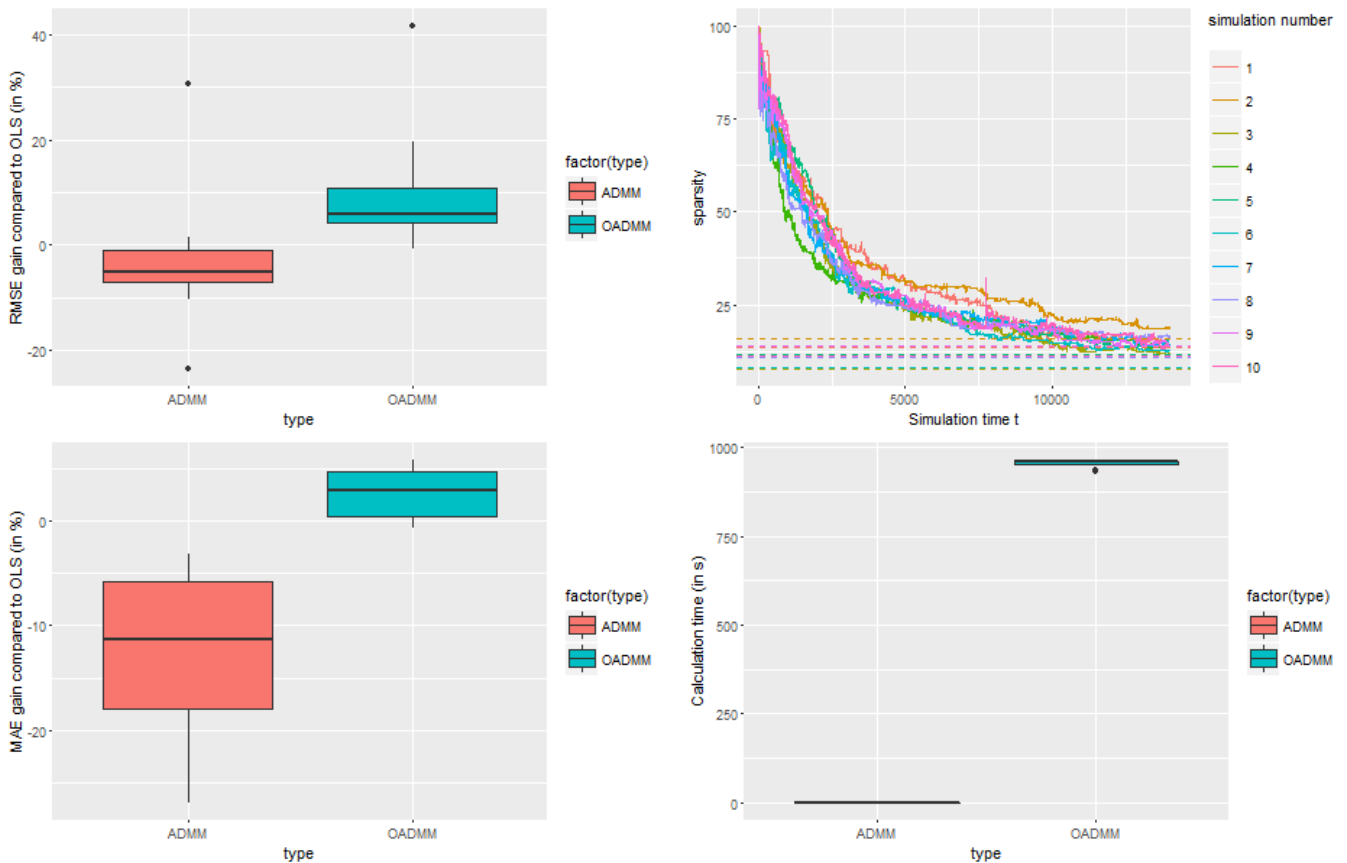 RMSE gain compared to OLS (in %)
40
20
0
-20
ADMM
OADMM
type
factor(type)
ADMM
OADMM
sparsity
100
75
50
25
0
5000
10000
Simulation time t
simulation number
1
2
3
4
5
6
7
8
9
10
MAE gain compared to OLS (in %)
0
-10
-20
ADMM
OADMM
type
factor(type)
ADMM
OADMM
Calculation time (in s)
1000
750
500
250
0
ADMM
OADMM
type
factor(type)
ADMM
OADMM